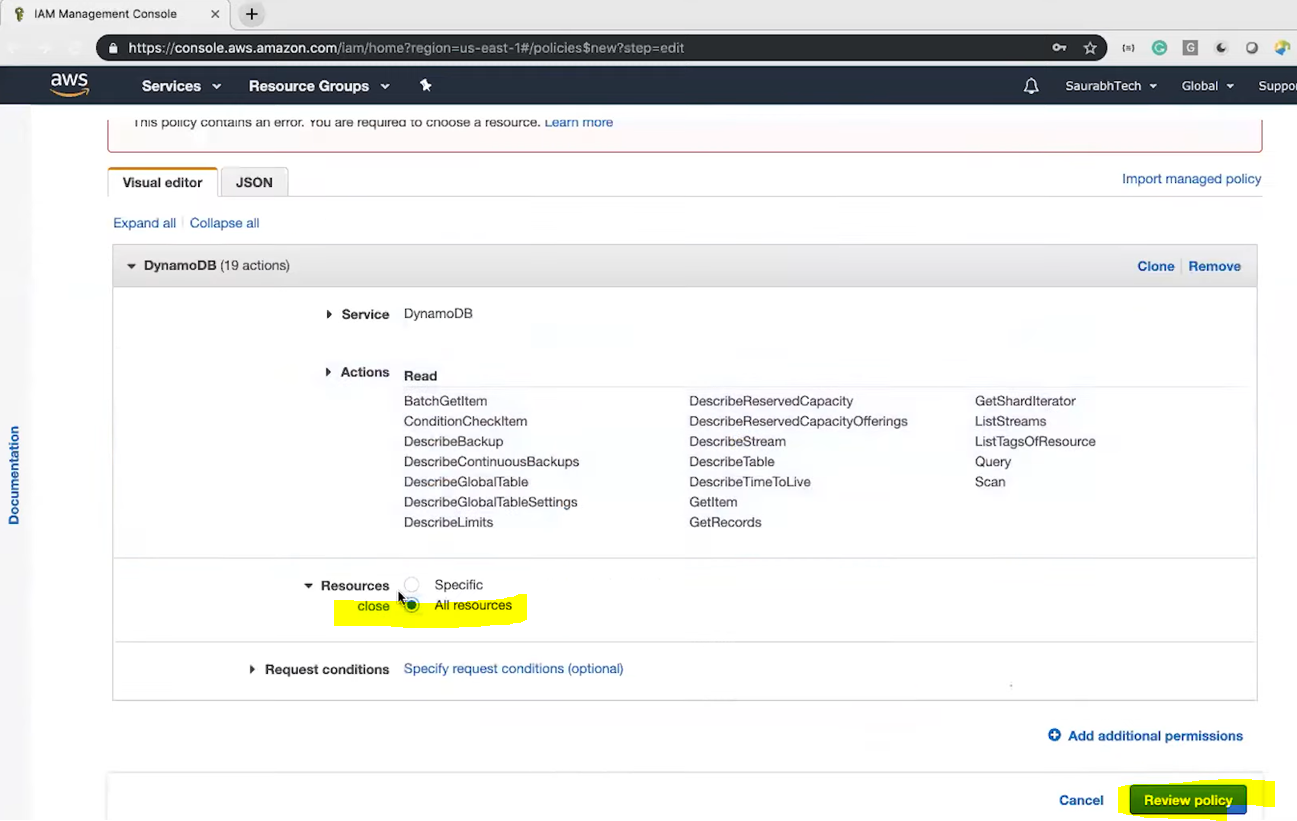 IAM Management Console
https://console.aws.amazon.com/iam/home?region=us-east-1#/policies$new?step=edit
aws Services Resource Groups SaurabhTech Global Suppo
This policy contains an error. You are required to choose a resource. Learn more
Visual editor JSON Import managed policy
Expand all Collapse all
DynamoDB (19 actions) Clone Remove
Service DynamoDB
Actions Read
BatchGetItem DescribeReservedCapacity GetShardIterator
ConditionCheckItem DescribeReservedCapacityOfferings ListStreams
DescribeBackup DescribeStream ListTagsOfResource
DescribeContinuousBackups DescribeTable Query
DescribeGlobalTable DescribeTimeToLive Scan
DescribeGlobalTableSettings GetItem
DescribeLimits GetRecords
Documentation
Resources Specific
close All resources
Request conditions Specify request conditions (optional)
Add additional permissions
Cancel Review policy